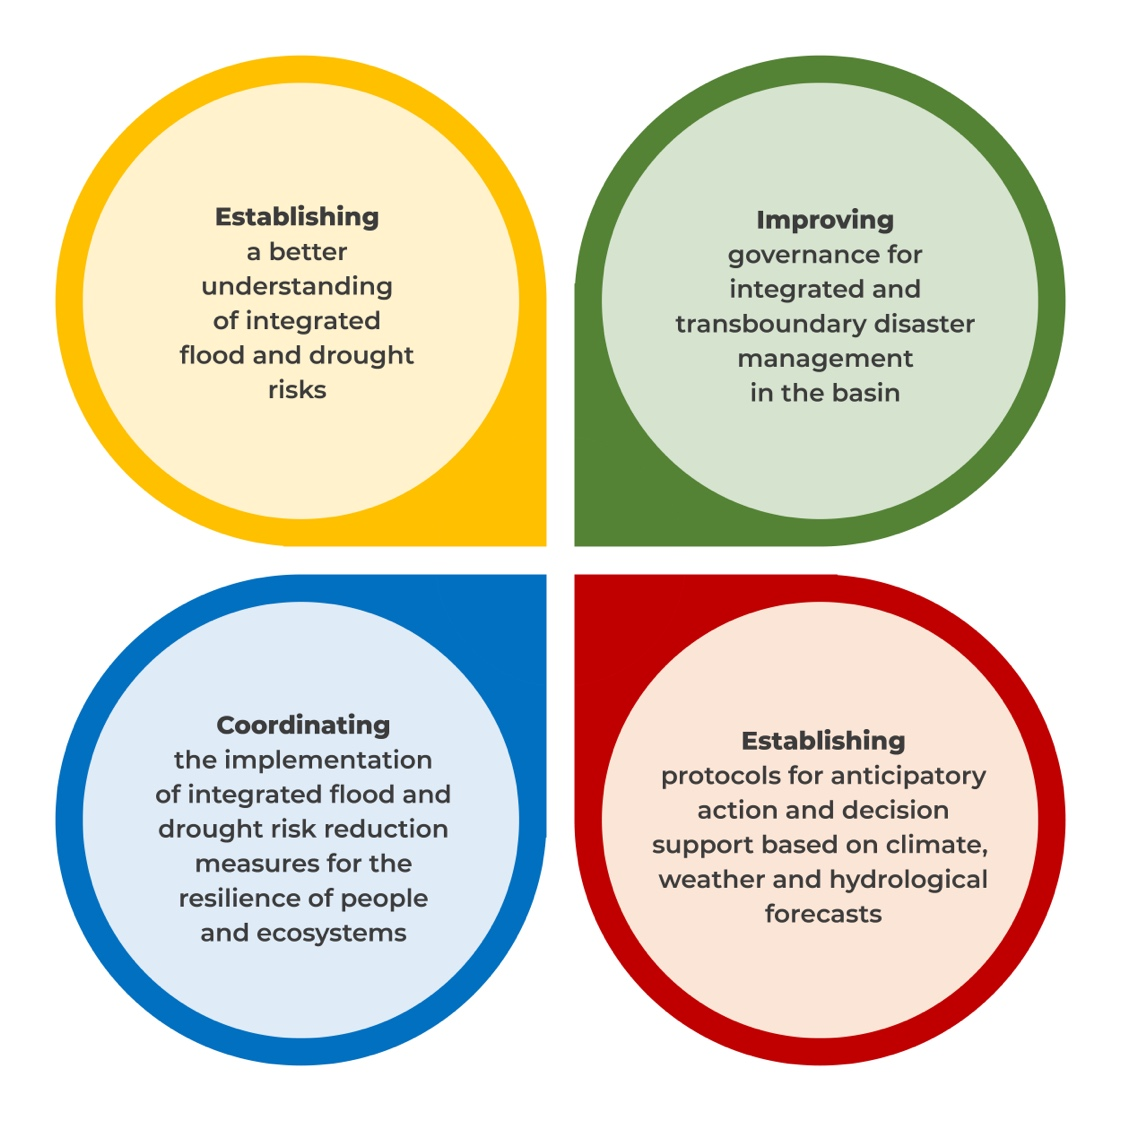 Establishing
a better
understanding
of integrated
flood and drought
risks
Improving
governance for
integrated and
transboundary disaster
management
in the basin
Coordinating
the implementation
of integrated flood and
drought risk reduction
measures for the
resilience of people
and ecosystems
Establishing
protocols for anticipatory
action and decision
support based on climate,
weather and hydrological
forecasts